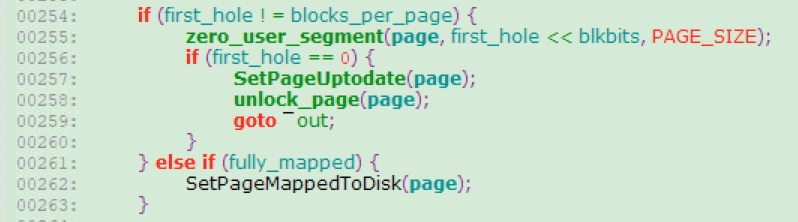 00254: if (first_hole != blocks_per_page) {
00255: zero_user_segment(page, first_hole << blkbits, PAGE_SIZE);
00256: if (first_hole == 0) {
00257: SetPageUptodate(page);
00258: unlock_page(page);
00259: goto out;
00260: }
00261: } else if (fully_mapped) {
00262: SetPageMappedToDisk(page);
00263: }